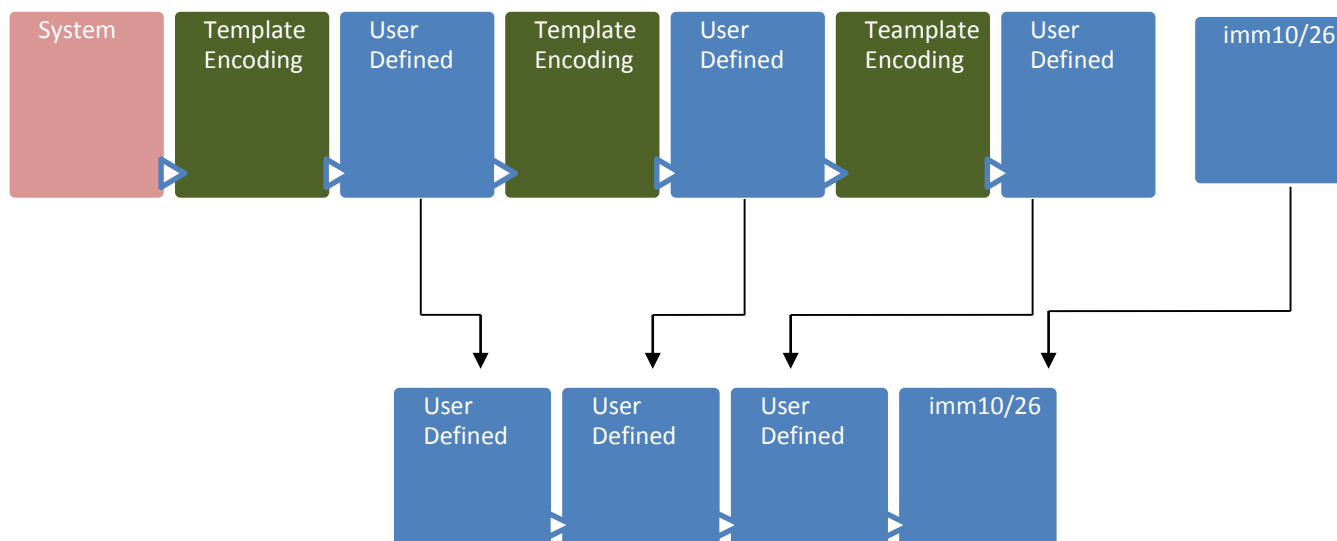 System
Template
Encoding
User
Defined
Template
Encoding
User
Defined
Teamplate
Encoding
User
Defined
imm10/26
User
Defined
User
Defined
User
Defined
imm10/26